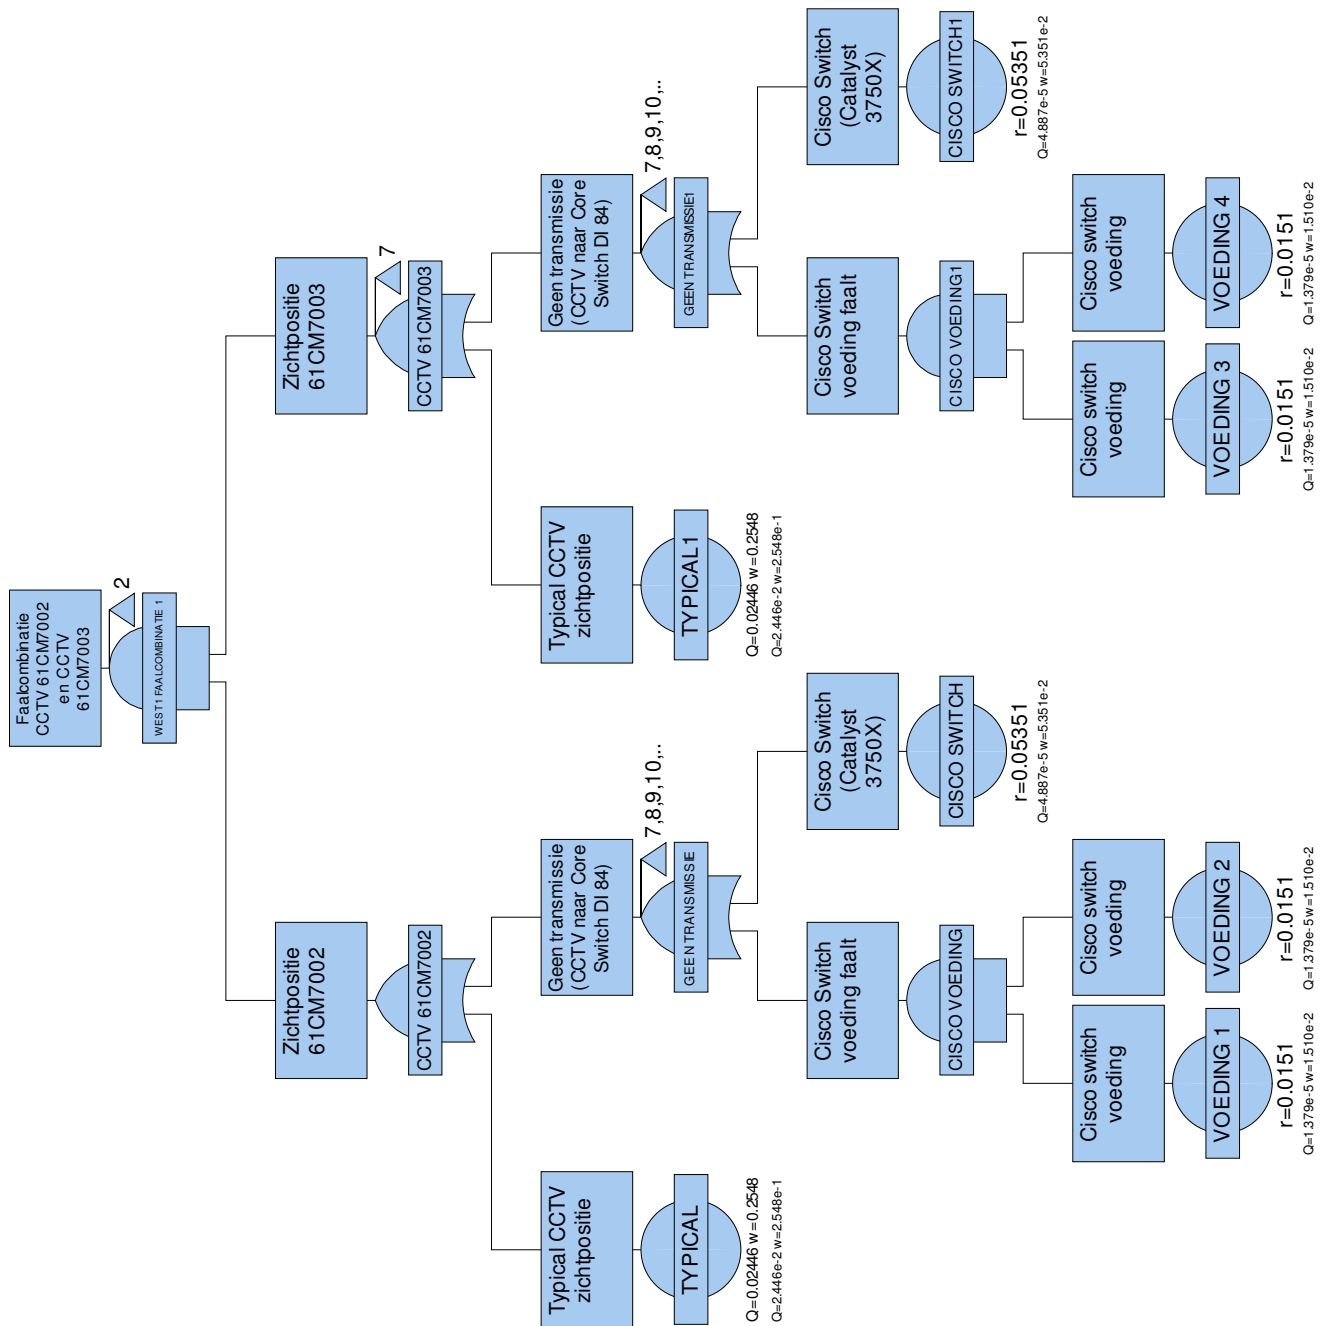 Faalcombinatie
CCTV 61CM7002
en CCTV
61CM7003
2
WEST1 FAALCOMBINATIE 1
Zichtpositie
61CM7002
CCTV 61CM7002
Zichtpositie
61CM7003
7
CCTV 61CM7003
Typical CCTV
zichtpositie
TYPICAL
Q=0.02446 w=0.2548
Q=2.446e-2 w=2.548e-1
Geen transmissie
(CCTV naar Core
Switch DI 84)
7,8,9,10,..
GEEN TRANSMISSIE
Typical CCTV
zichtpositie
TYPICAL1
Q=0.02446 w=0.2548
Q=2.446e-2 w=2.548e-1
Geen transmissie
(CCTV naar Core
Switch DI 84)
7,8,9,10,..
GEEN TRANSMISSIE1
Cisco Switch
voeding faalt
CISCO VOEDING
Cisco Switch
(Catalyst
3750X)
CISCO SWITCH
r=0.05351
Q=4.887e-5 w=5.351e-2
Cisco Switch
voeding faalt
CISCO VOEDING1
Cisco Switch
(Catalyst
3750X)
CISCO SWITCH1
r=0.05351
Q=4.887e-5 w=5.351e-2
Cisco switch
voeding
VOEDING 1
r=0.0151
Q=1.379e-5 w=1.510e-2
Cisco switch
voeding
VOEDING 2
r=0.0151
Q=1.379e-5 w=1.510e-2
Cisco switch
voeding
VOEDING 3
r=0.0151
Q=1.379e-5 w=1.510e-2
Cisco switch
voeding
VOEDING 4
r=0.0151
Q=1.379e-5 w=1.510e-2